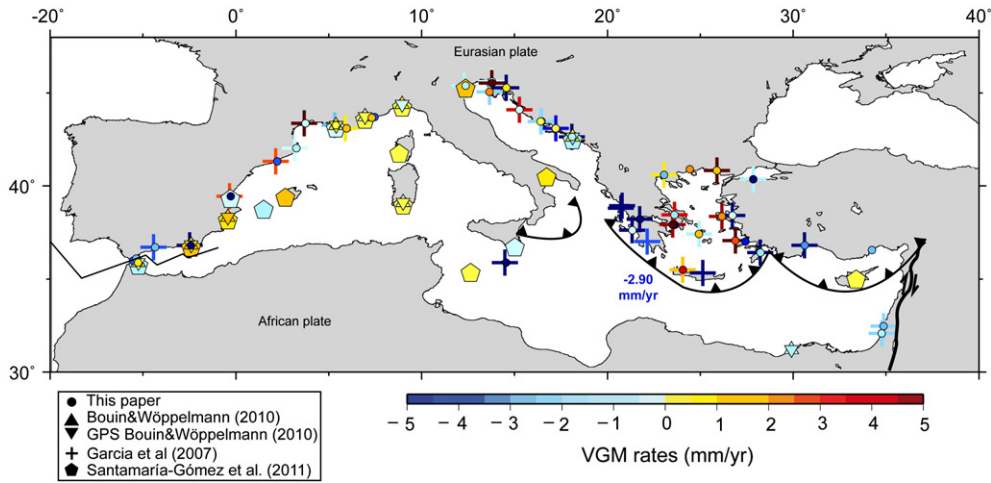 -20 0° 10° 20° 30° 40°
Eurasian plate
40°
-2.90
mm/yr
African plate
30°
This paper
Bouin&Wöppelmann (2010)
GPS Bouin&Wöppelmann (2010)
Garcia et al (2007)
Santamaría-Gómez et al. (2011)
−5 −4 −3 −2 −1 0 1 2 3 4 5
VGM rates (mm/yr)